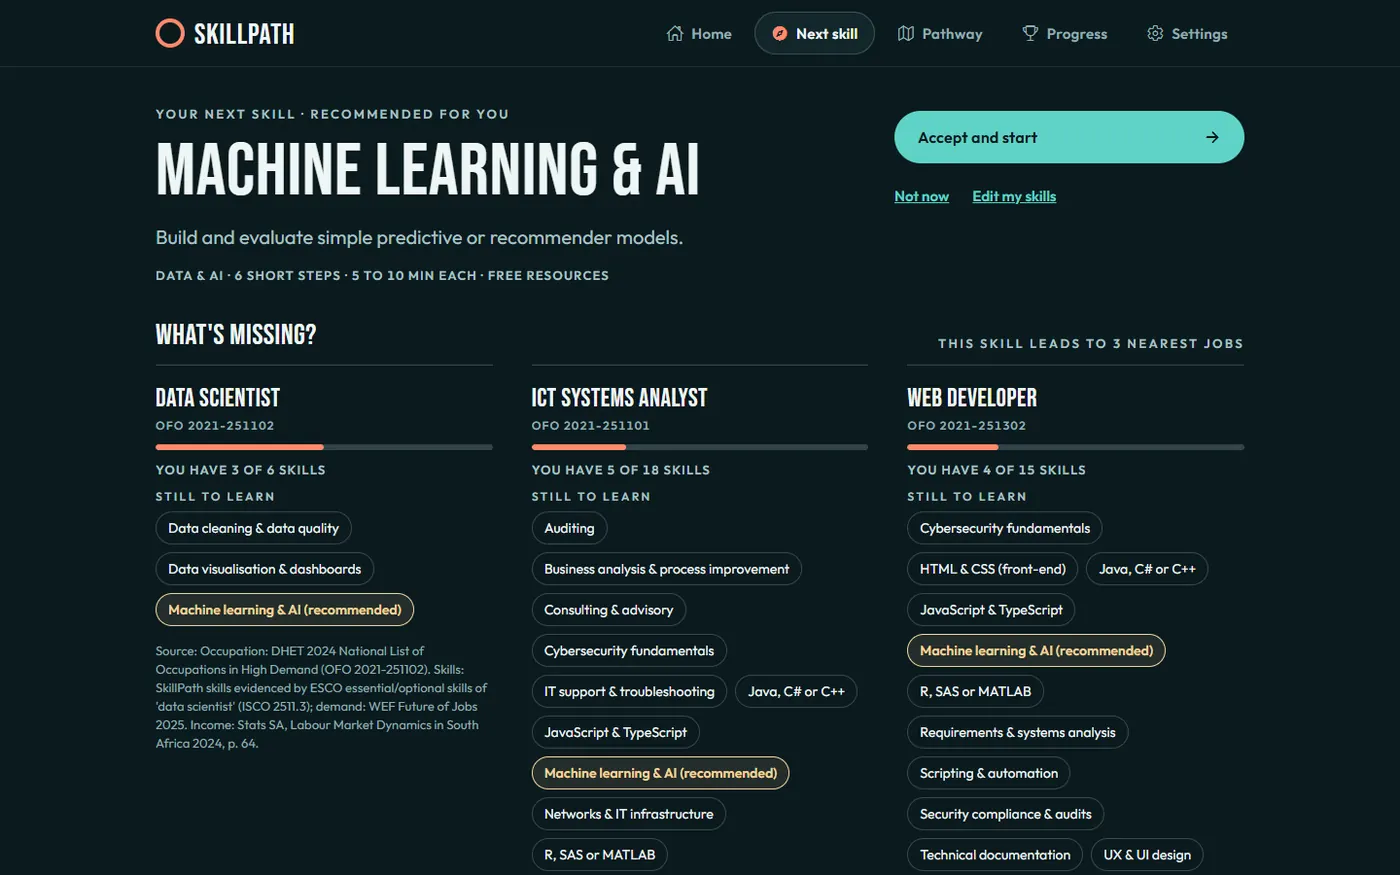 SKILLPATH
Home
Next skill
Pathway
Progress
Settings
YOUR NEXT SKILL · RECOMMENDED FOR YOU
MACHINE LEARNING & AI
Build and evaluate simple predictive or recommender models.
DATA & AI · 6 SHORT STEPS · 5 TO 10 MIN EACH · FREE RESOURCES
Accept and start →
Not now
Edit my skills
WHAT'S MISSING?
THIS SKILL LEADS TO 3 NEAREST JOBS
DATA SCIENTIST
OFO 2021-251102
YOU HAVE 3 OF 6 SKILLS
STILL TO LEARN
Data cleaning & data quality
Data visualisation & dashboards
Machine learning & AI (recommended)
Source: Occupation: DHET 2024 National List of
Occupations in High Demand (OFO 2021-251102). Skills:
SkillPath skills evidenced by ESCO essential/optional skills of
'data scientist' (ISCO 2511.3); demand: WEF Future of Jobs
2025. Income: Stats SA, Labour Market Dynamics in South
Africa 2024, p. 64.
ICT SYSTEMS ANALYST
OFO 2021-251101
YOU HAVE 5 OF 18 SKILLS
STILL TO LEARN
Auditing
Business analysis & process improvement
Consulting & advisory
Cybersecurity fundamentals
IT support & troubleshooting
Java, C# or C++
JavaScript & TypeScript
Machine learning & AI (recommended)
Networks & IT infrastructure
R, SAS or MATLAB
WEB DEVELOPER
OFO 2021-251302
YOU HAVE 4 OF 15 SKILLS
STILL TO LEARN
Cybersecurity fundamentals
HTML & CSS (front-end)
Java, C# or C++
JavaScript & TypeScript
Machine learning & AI (recommended)
R, SAS or MATLAB
Requirements & systems analysis
Scripting & automation
Security compliance & audits
Technical documentation
UX & UI design